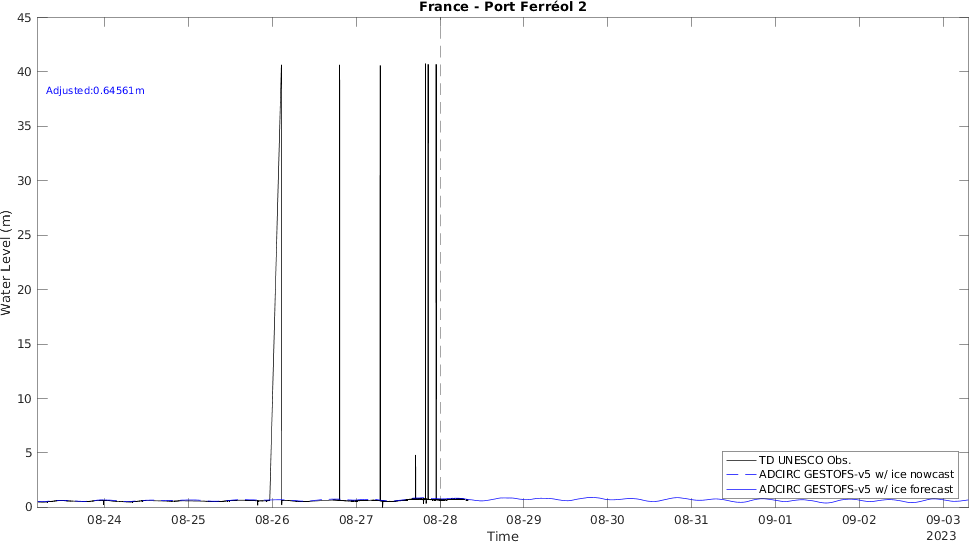 France - Port Ferréol 2
45
40
35
30
25
20
15
10
5
0
Adjusted:0.64561m
Water Level (m)
TD UNESCO Obs.
ADCIRC GESTOFS-v5 w/ ice nowcast
ADCIRC GESTOFS-v5 w/ ice forecast
08-24 08-25 08-26 08-27 08-28 08-29 08-30 08-31 09-01 09-02 09-03
2023
Time